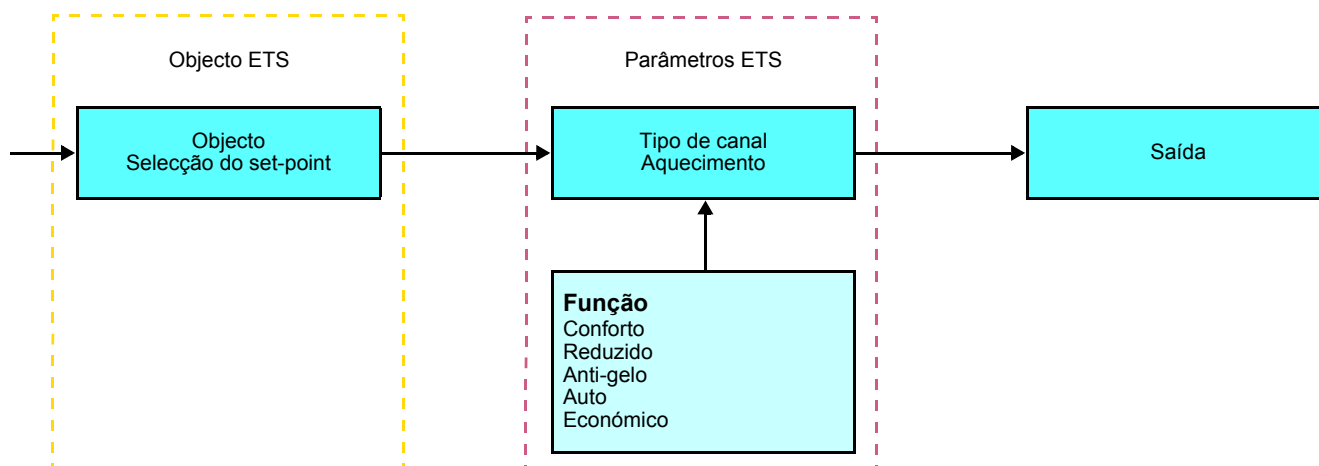 Objecto ETS
Parâmetros ETS
Objecto
Selecção do set-point
Tipo de canal
Aquecimento
Saída
Função
Conforto
Reduzido
Anti-gelo
Auto
Económico